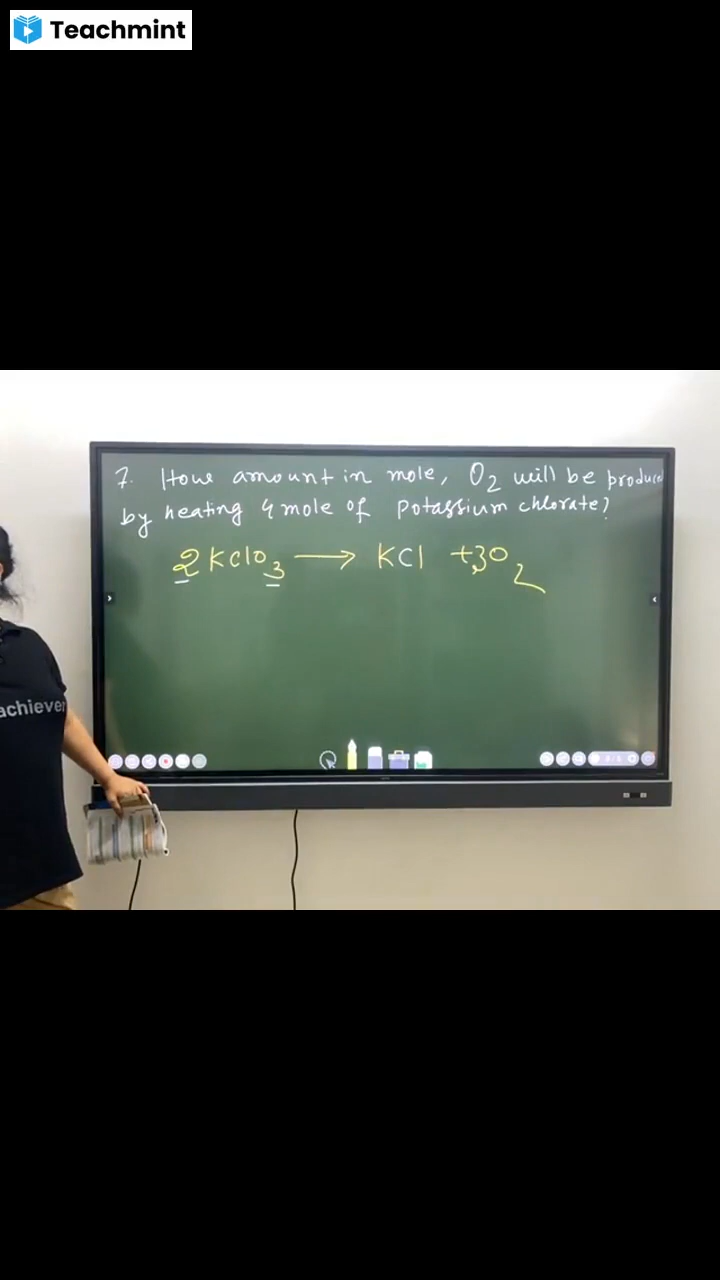 Teachmint
7. How amount in mole, O2 will be produced
by heating 4 mole of potassium chlorate?
2KClO3 → KCl + 3O2
achiever